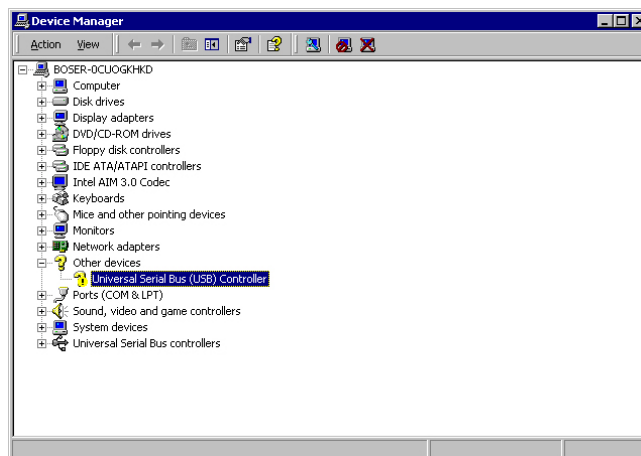 Device Manager
Action View
BOSER-0CUOGKHKD
Computer
Disk drives
Display adapters
DVD/CD-ROM drives
Floppy disk controllers
IDE ATA/ATAPI controllers
Intel AIM 3.0 Codec
Keyboards
Mice and other pointing devices
Monitors
Network adapters
Other devices
Universal Serial Bus (USB) Controller
Ports (COM & LPT)
Sound, video and game controllers
System devices
Universal Serial Bus controllers